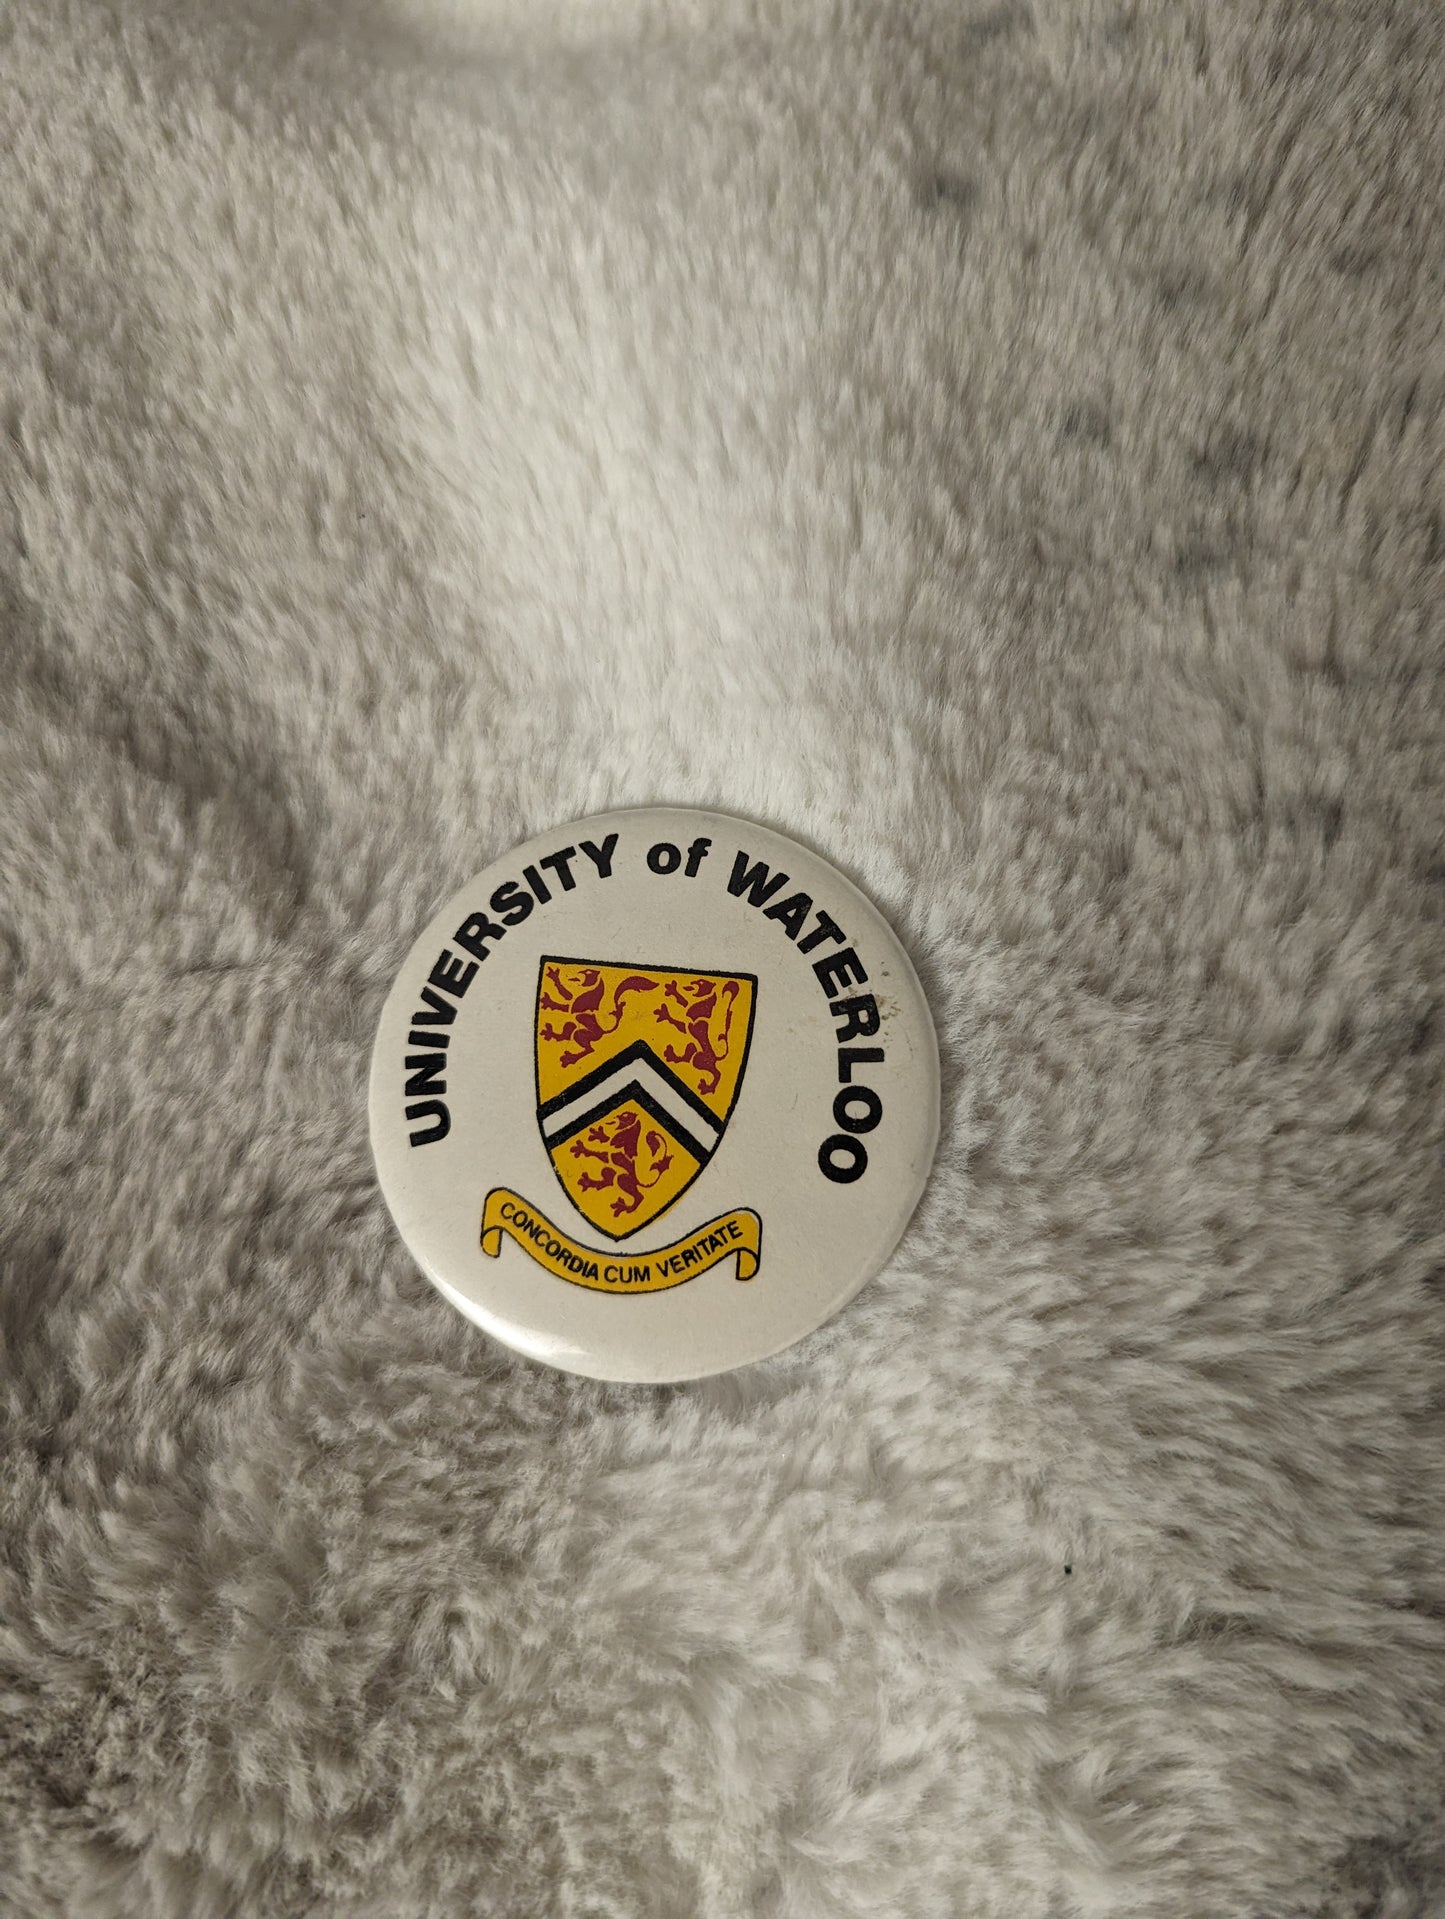 UNIVERSITY of WATERLOO
CONCORDIA CUM VERITATE